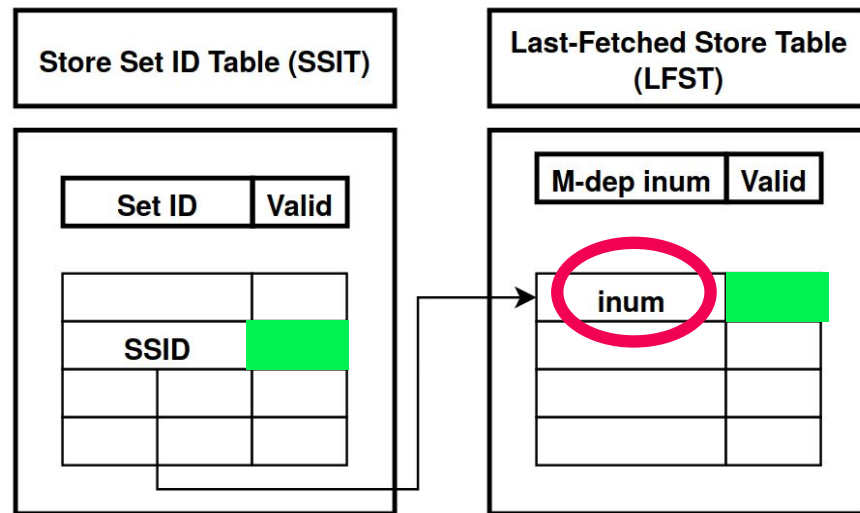 Store Set ID Table (SSIT)
Last-Fetched Store Table
(LFST)
Set ID
Valid
M-dep inum
Valid
SSID
inum